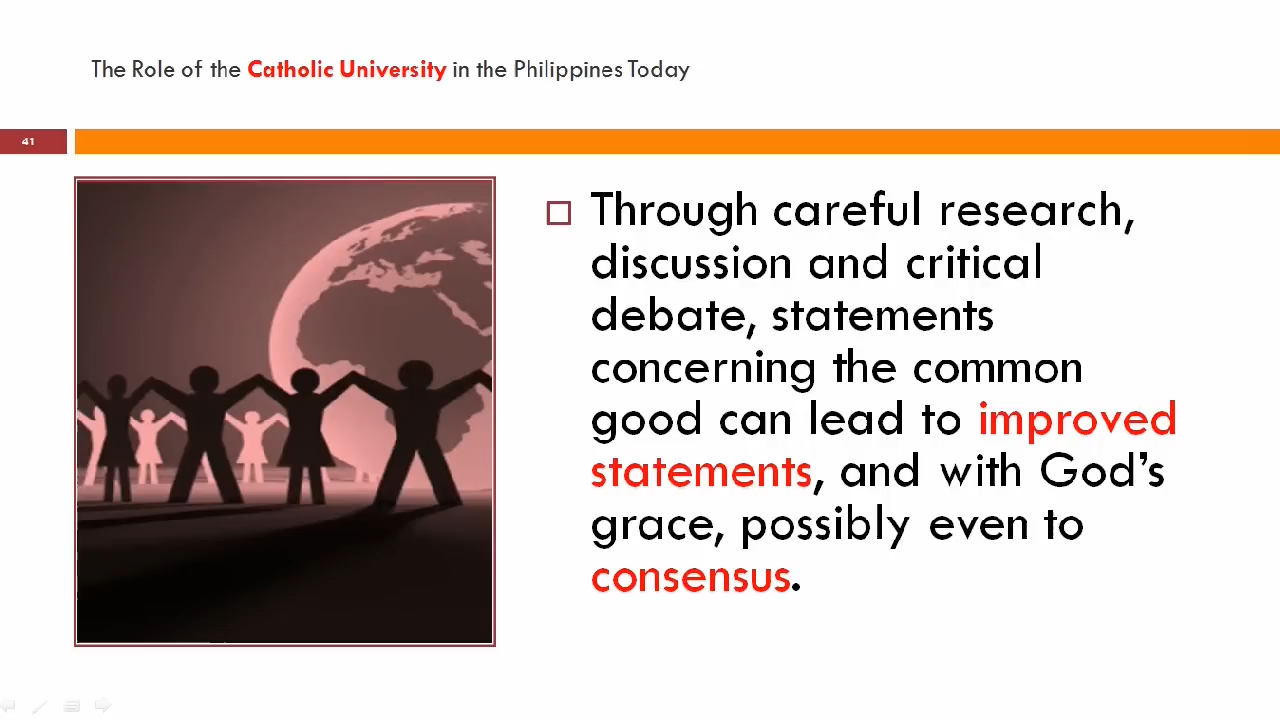 The Role of the Catholic University in the Philippines Today
41
Through careful research,
discussion and critical
debate, statements
concerning the common
good can lead to improved
statements, and with God's
grace, possibly even to
consensus.